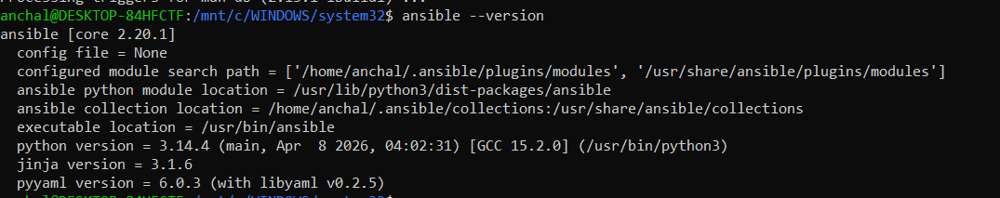 anchal@DESKTOP-84HFCTF:/mnt/c/WINDOWS/system32$ ansible --version
ansible [core 2.20.1]
  config file = None
  configured module search path = ['/home/anchal/.ansible/plugins/modules', '/usr/share/ansible/plugins/modules']
  ansible python module location = /usr/lib/python3/dist-packages/ansible
  ansible collection location = /home/anchal/.ansible/collections:/usr/share/ansible/collections
  executable location = /usr/bin/ansible
  python version = 3.14.4 (main, Apr  8 2026, 04:02:31) [GCC 15.2.0] (/usr/bin/python3)
  jinja version = 3.1.6
  pyyaml version = 6.0.3 (with libyaml v0.2.5)